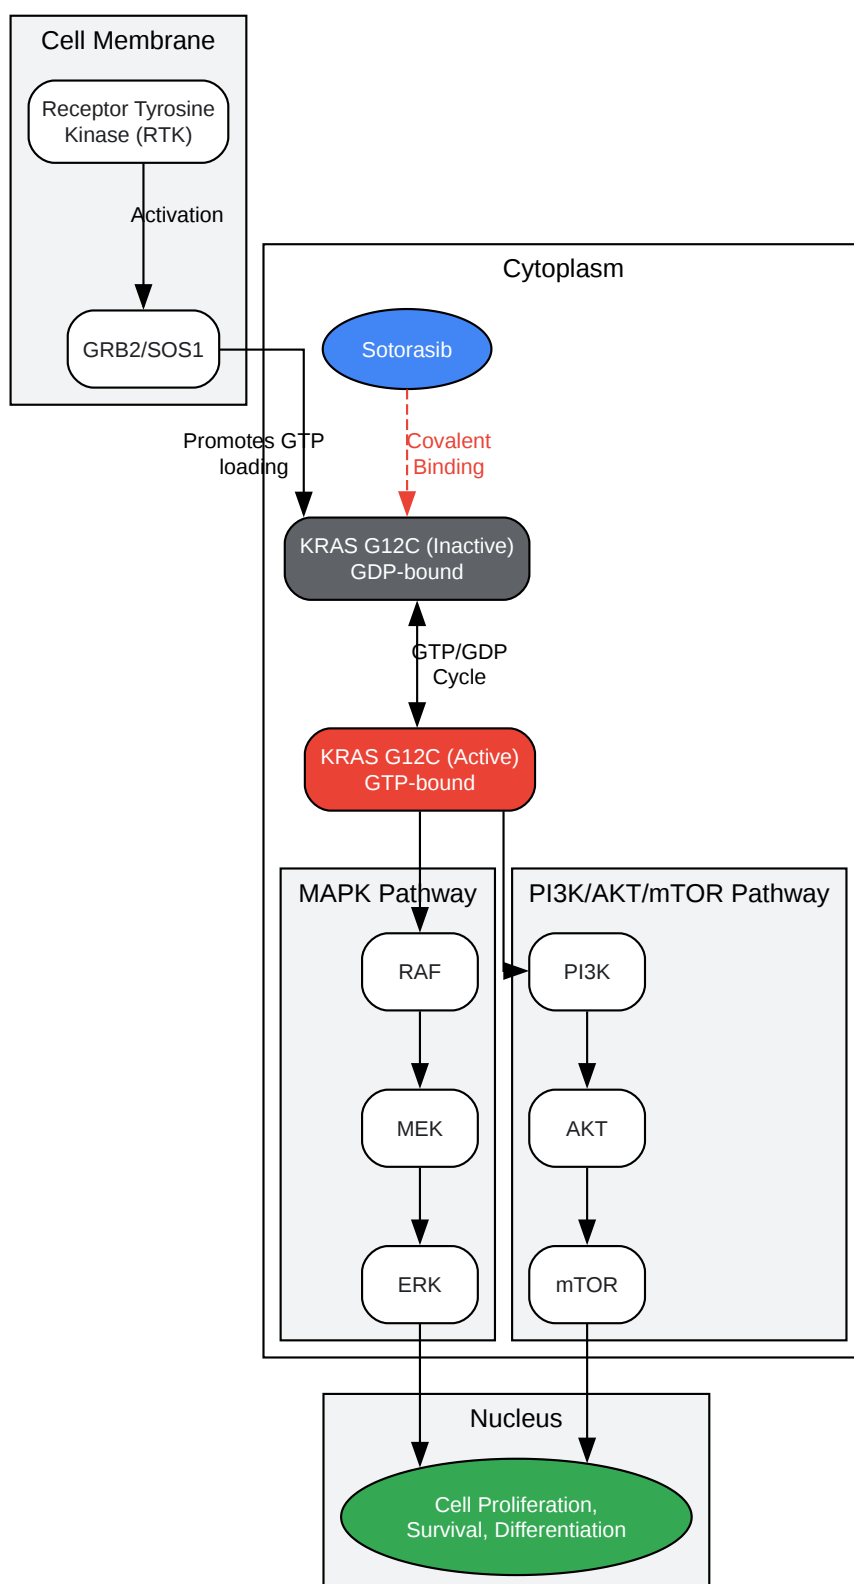 Cell Membrane
Receptor Tyrosine
Kinase (RTK)
Activation
GRB2/SOS1
Cytoplasm
Sotorasib
Promotes GTP
loading
Covalent
Binding
KRAS G12C (Inactive)
GDP-bound
GTP/GDP
Cycle
KRAS G12C (Active)
GTP-bound
MAPK Pathway
RAF
MEK
ERK
PI3K/AKT/mTOR Pathway
PI3K
AKT
mTOR
Nucleus
Cell Proliferation,
Survival, Differentiation